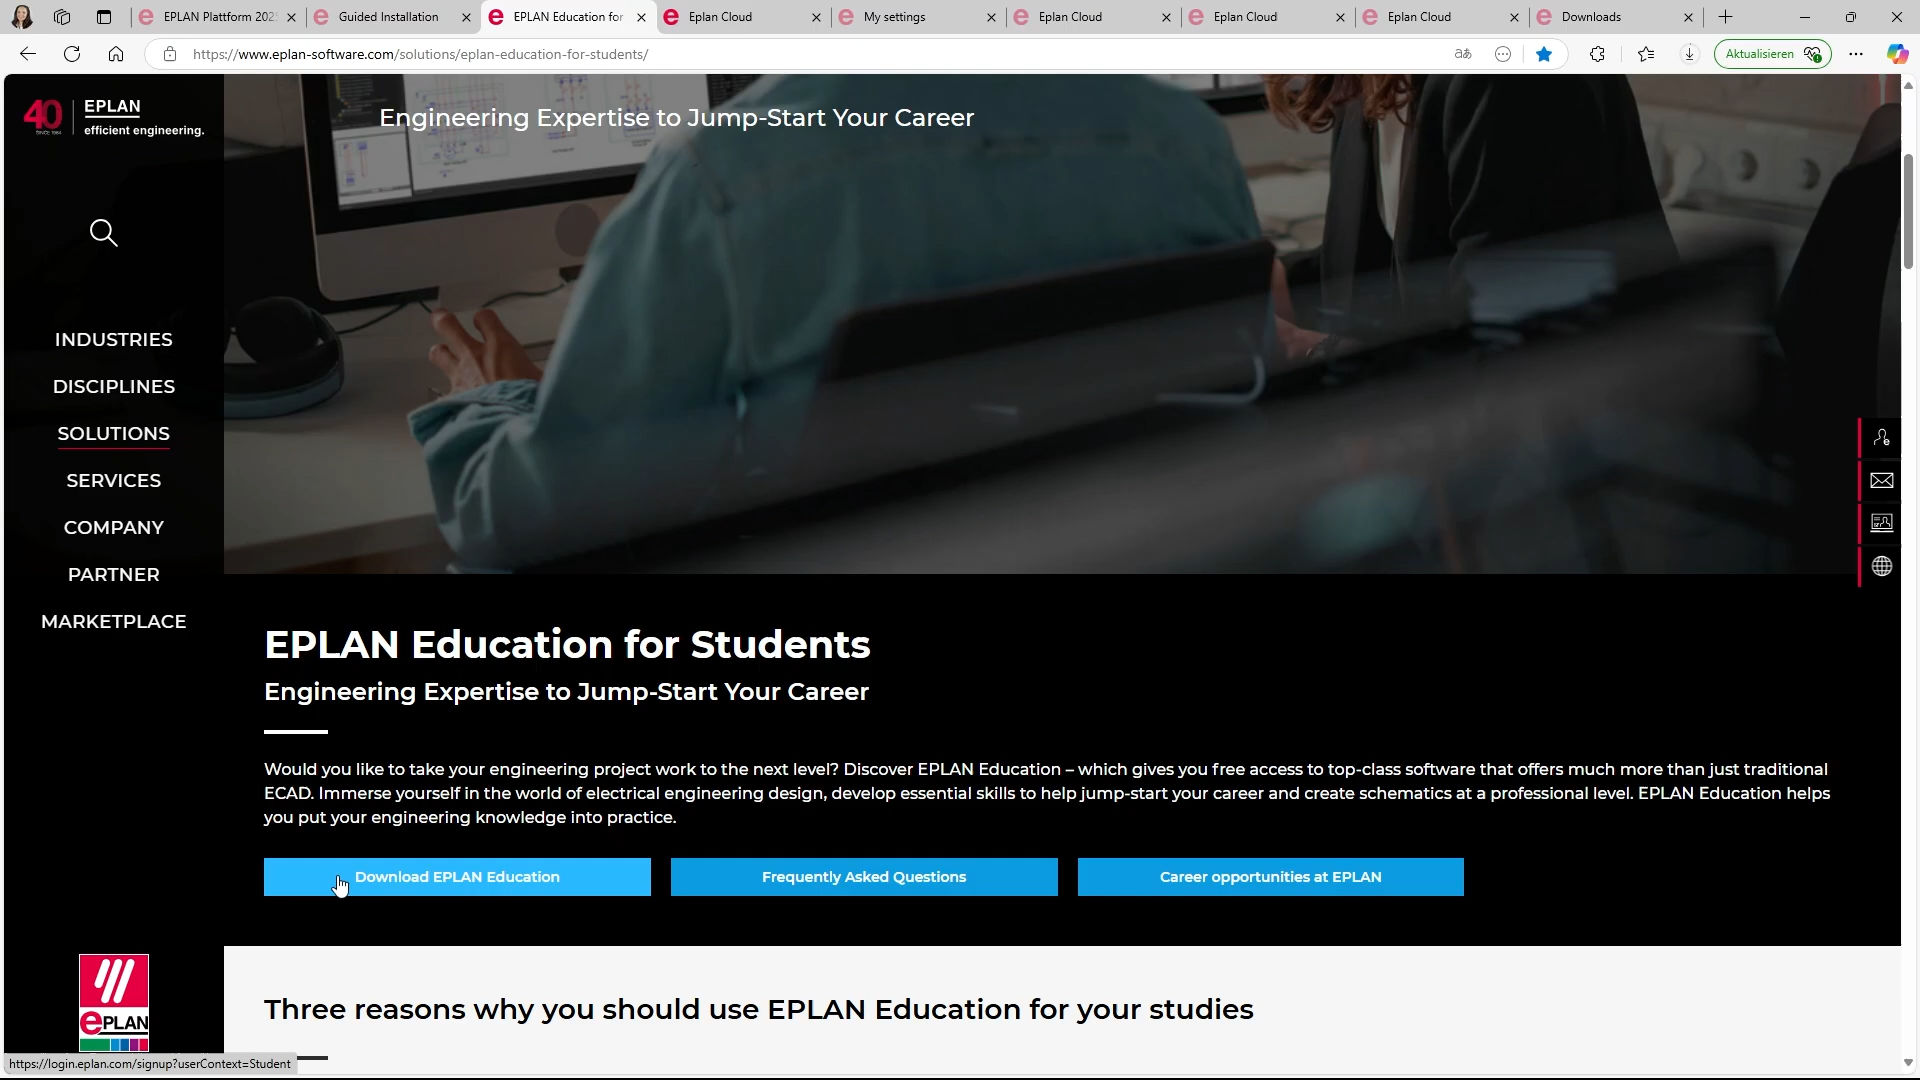 EPLAN Plattform 202
Guided Installation
EPLAN Education for
Eplan Cloud
My settings
Eplan Cloud
Eplan Cloud
Eplan Cloud
Downloads
https://www.eplan-software.com/solutions/eplan-education-for-students/
Aktualisieren
40
SINCE 1984
EPLAN
efficient engineering.
Engineering Expertise to Jump-Start Your Career
INDUSTRIES
DISCIPLINES
SOLUTIONS
SERVICES
COMPANY
PARTNER
MARKETPLACE
EPLAN Education for Students
Engineering Expertise to Jump-Start Your Career
Would you like to take your engineering project work to the next level? Discover EPLAN Education – which gives you free access to top-class software that offers much more than just traditional
ECAD. Immerse yourself in the world of electrical engineering design, develop essential skills to help jump-start your career and create schematics at a professional level. EPLAN Education helps
you put your engineering knowledge into practice.
Download EPLAN Education
Frequently Asked Questions
Career opportunities at EPLAN
Three reasons why you should use EPLAN Education for your studies
ePLAN
https://login.eplan.com/signup?userContext=Student